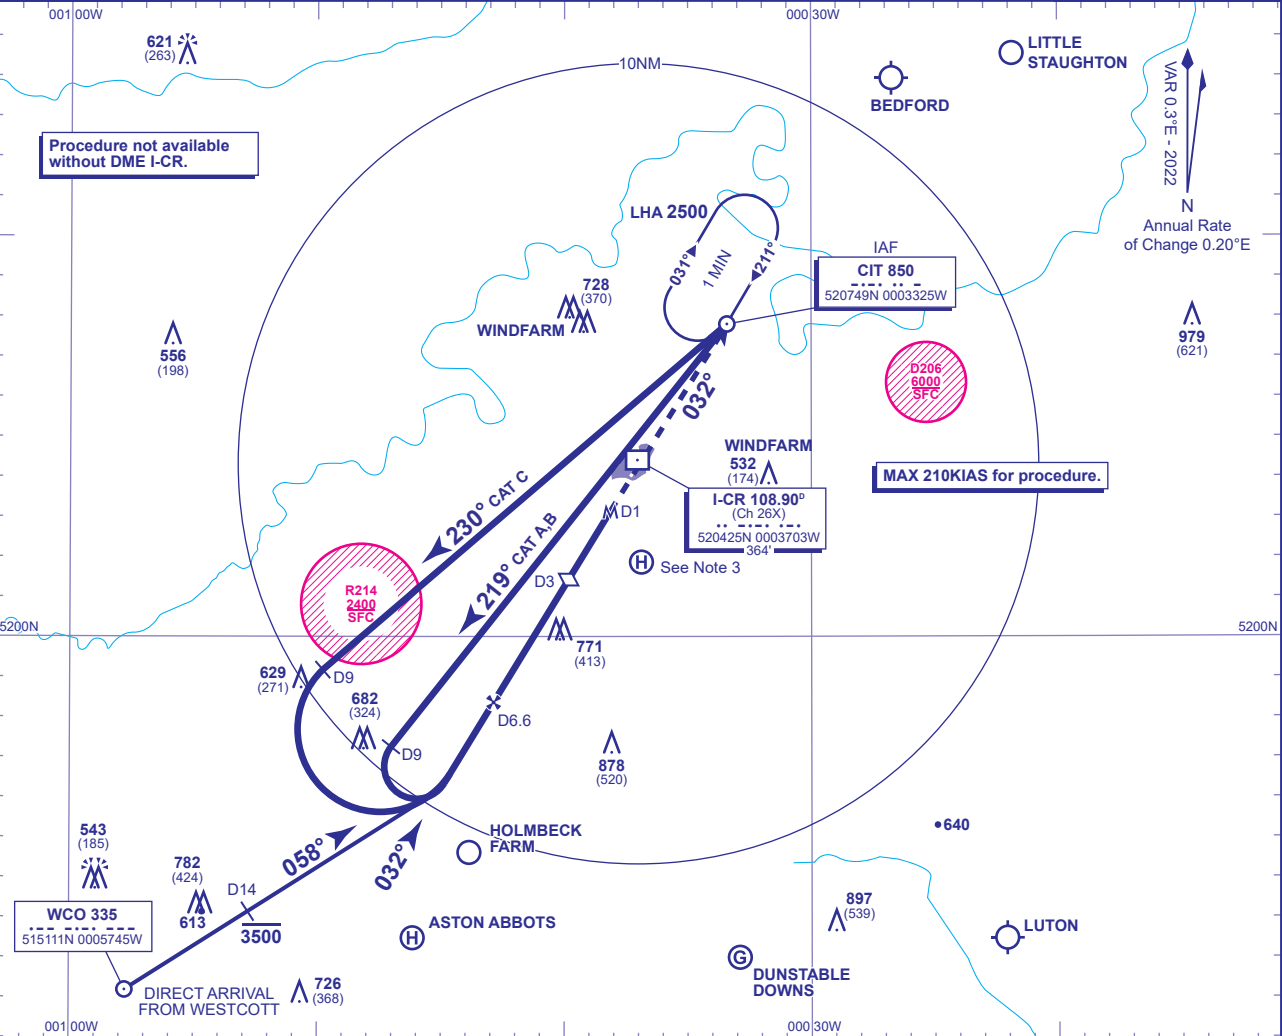 001 00W
000 30W
621
(263)
10NM
LITTLE
STAUGHTON
BEDFORD
VAR 0.3°E - 2022
N
Annual Rate
of Change 0.20°E
Procedure not available
without DME I-CR.
LHA 2500
031°
1 MIN
211°
IAF
CIT 850
520749N 0003325W
728
(370)
WINDFARM
556
(198)
979
(621)
D206
6000
SFC
032°
WINDFARM
532
(174)
MAX 210KIAS for procedure.
I-CR 108.90D
(Ch 26X)
520425N 0003703W
364'
D1
230° CAT C
219° CAT A,B
H
See Note 3
D3
R214
2400
SFC
5200N
5200N
771
(413)
629
(271)
D9
682
(324)
D6.6
D9
878
(520)
640
HOLMBECK
FARM
543
(185)
058°
032°
782
(424)
613
D14
3500
WCO 335
515111N 0005745W
H
ASTON ABBOTS
897
(539)
LUTON
G
DUNSTABLE
DOWNS
DIRECT ARRIVAL
FROM WESTCOTT
726
(368)
001 00W
000 30W